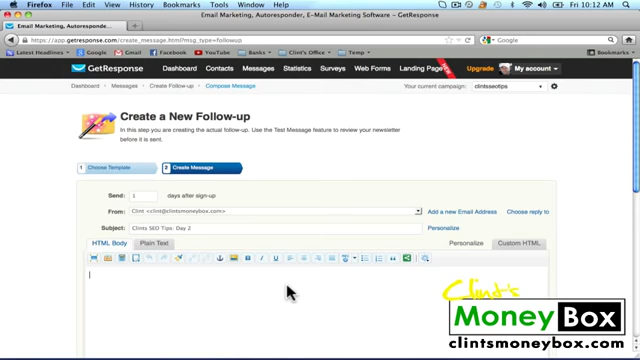 Firefox File Edit View History Bookmarks Window Help Fri 10:12 AM
Email Marketing, Autoresponder, E-Mail Marketing Software - GetResponse
Email Marketing, Autoresponde...
https://app.getresponse.com/create_message.html?msg_type=followup Google
Latest Headlines Clint's SEO Tips Gmail Facebook YouTube Banks Clint's Office Temp Bookmarks
GetResponse Dashboard Contacts Messages Statistics Surveys Web Forms Landing Page NEW Upgrade My account
Dashboard Messages Create Follow-up Compose Message Your current campaign: clintsseotips
Create a New Follow-up
In this step you are creating the actual follow-up. Use the Test Message feature to review your newsletter
before it is sent.
1 Choose Template 2 Create Message
Send: 1 days after sign-up
From: Clint <clint@clintsmoneybox.com> Add a new Email Address Choose reply to
Subject: Clints SEO Tips: Day 2 Personalize
HTML Body Plain Text Personalize Custom HTML
B I U
Clint's
Money Box
clintsmoneybox.com